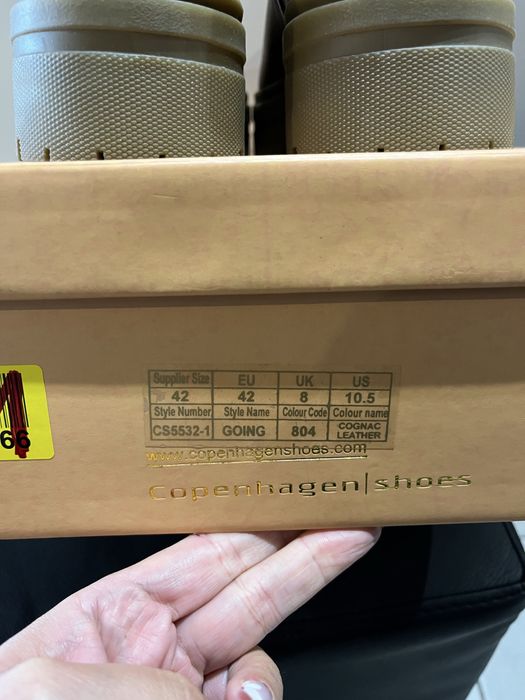 Supplier Size EU UK US
42 42 8 10.5
Style Number Style Name Colour Code Colour name
CS5532-1 GOING 804 COGNAC LEATHER
www.copenhagenshoes.com
Copenhagen|shoes
66